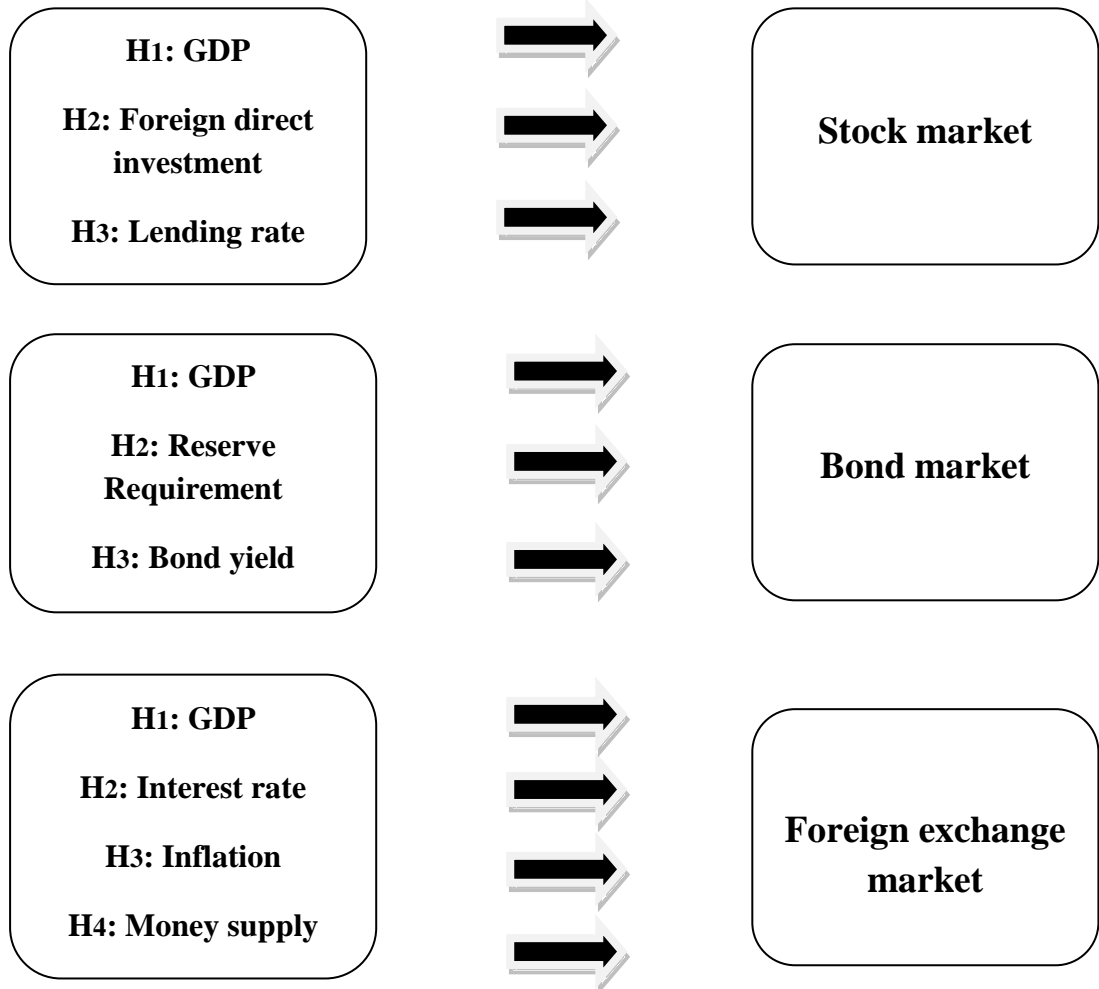 H1: GDP
H2: Foreign direct
investment
H3: Lending rate
Stock market
H1: GDP
H2: Reserve
Requirement
H3: Bond yield
Bond market
H1: GDP
H2: Interest rate
H3: Inflation
H4: Money supply
Foreign exchange
market